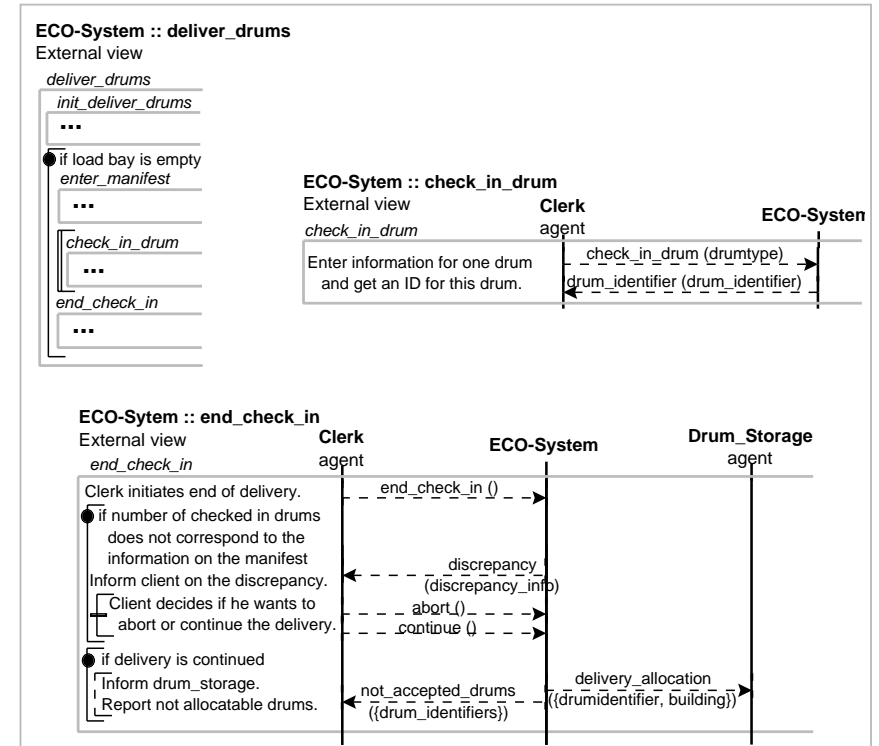 ECO-System :: deliver_drums
External view
deliver_drums
init_deliver_drums
...
if load bay is empty
enter_manifest
...
check_in_drum
...
end_check_in
...
ECO-Sytem :: check_in_drum
External view
Clerk
agent
ECO-System
check_in_drum
Enter information for one drum
and get an ID for this drum.
check_in_drum (drumtype)
drum_identifier (drum_identifier)
ECO-Sytem :: end_check_in
External view
Clerk
agent
ECO-System
Drum_Storage
agent
end_check_in
Clerk initiates end of delivery.
end_check_in ()
if number of checked in drums
does not correspond to the
information on the manifest
Inform client on the discrepancy.
discrepancy
(discrepancy_info)
Client decides if he wants to
abort or continue the delivery.
abort ()
continue ()
if delivery is continued
Inform drum_storage.
Report not allocatable drums.
not_accepted_drums
({drum_identifiers})
delivery_allocation
({drumidentifier, building})